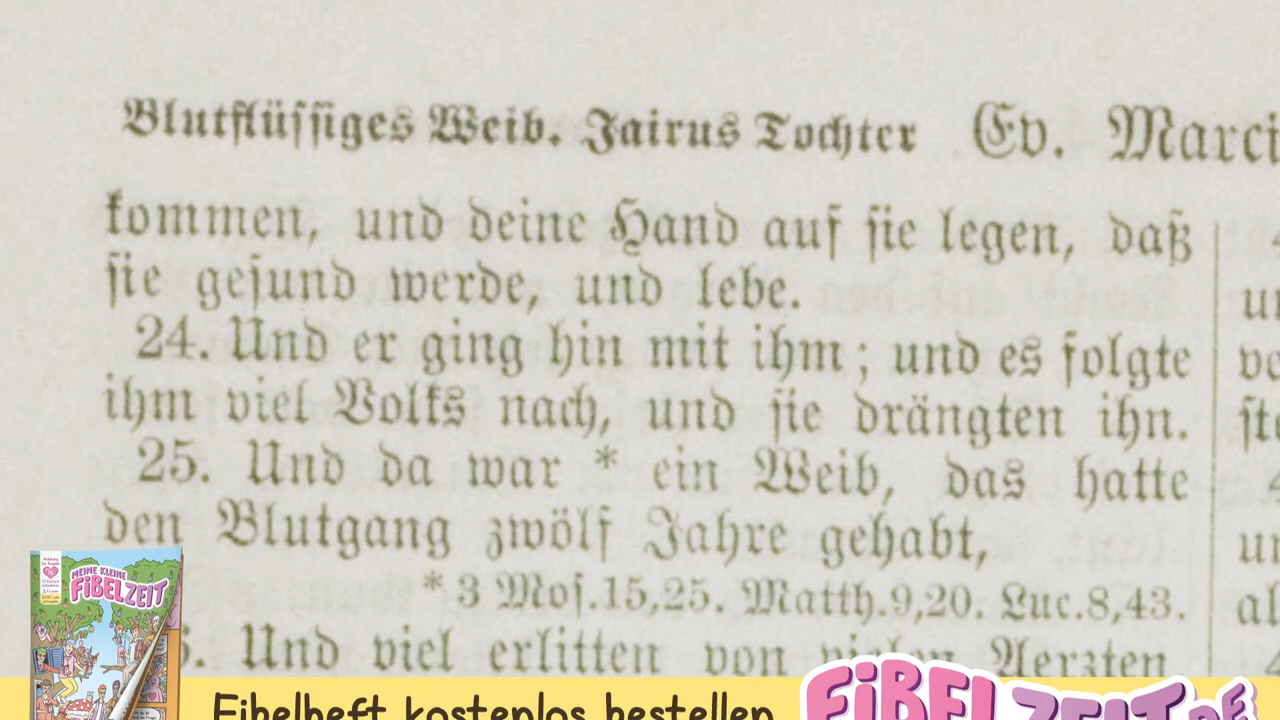 Blutflüssiges Weib. Jairus Tochter Ev. Marci
kommen, und deine Hand auf sie legen, daß
sie gesund werde, und lebe.
24. Und er ging hin mit ihm; und es folgte
ihm viel Volks nach, und sie drängten ihn.
25. Und da war * ein Weib, das hatte
den Blutgang zwölf Jahre gehabt,
* 3 Mos.15,25. Matth.9,20. Luc.8,43.
Und viel erlitten von vielen Aerzten
MEINE KLEINE
FIBELZEIT
Fibelheft kostenlos bestellen
FIBELZEIT.DE